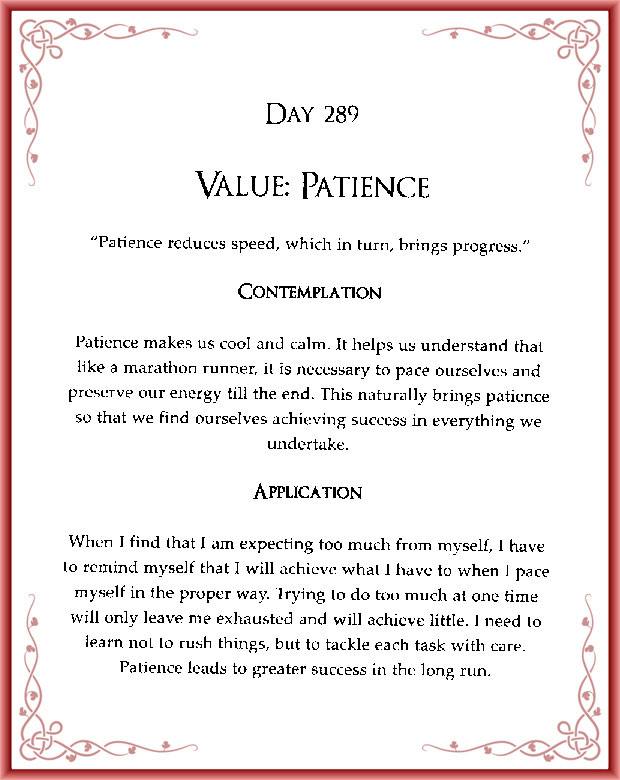 DAY 289
VALUE: PATIENCE
“Patience reduces speed, which in turn, brings progress.”
CONTEMPLATION
Patience makes us cool and calm. It helps us understand that
like a marathon runner, it is necessary to pace ourselves and
preserve our energy till the end. This naturally brings patience
so that we find ourselves achieving success in everything we
undertake.
APPLICATION
When I find that I am expecting too much from myself, I have
to remind myself that I will achieve what I have to when I pace
myself in the proper way. Trying to do too much at one time
will only leave me exhausted and will achieve little. I need to
learn not to rush things, but to tackle each task with care.
Patience leads to greater success in the long run.